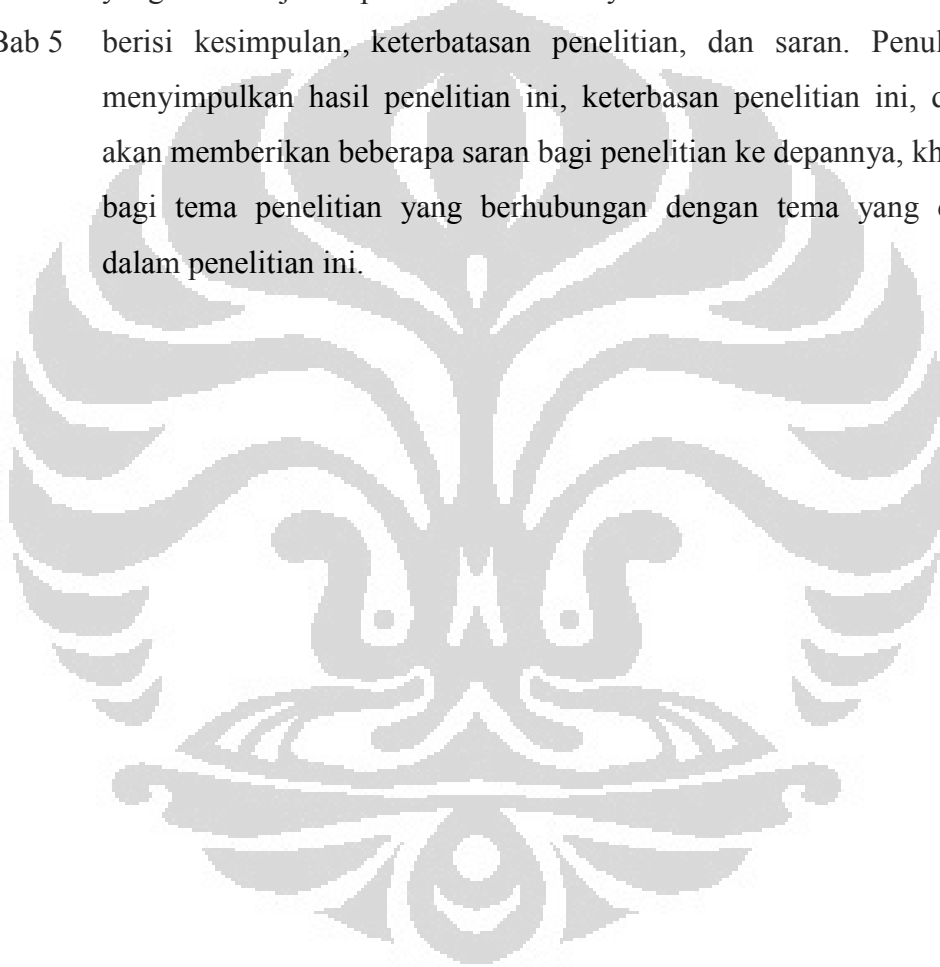 Bab 5 berisi kesimpulan, keterbatasan penelitian, dan saran.
menyimpulkan hasil penelitian ini, keterbasan penelitian ini,
akan memberikan beberapa saran bagi penelitian ke depannya,
bagi tema penelitian yang berhubungan dengan tema yang
dalam penelitian ini.